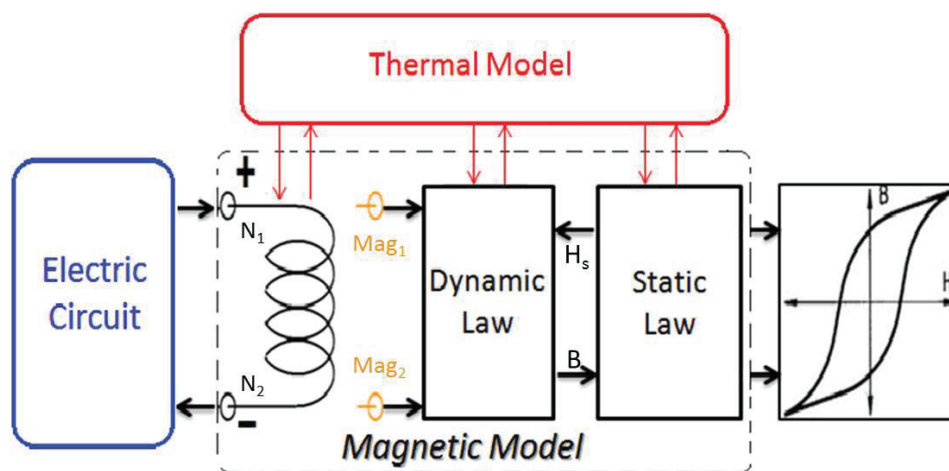 Thermal Model
+
N₁
Mag₁
Electric
Circuit
Dynamic
Law
Hₛ
B
Static
Law
B
H
N₂
Mag₂
-
Magnetic Model